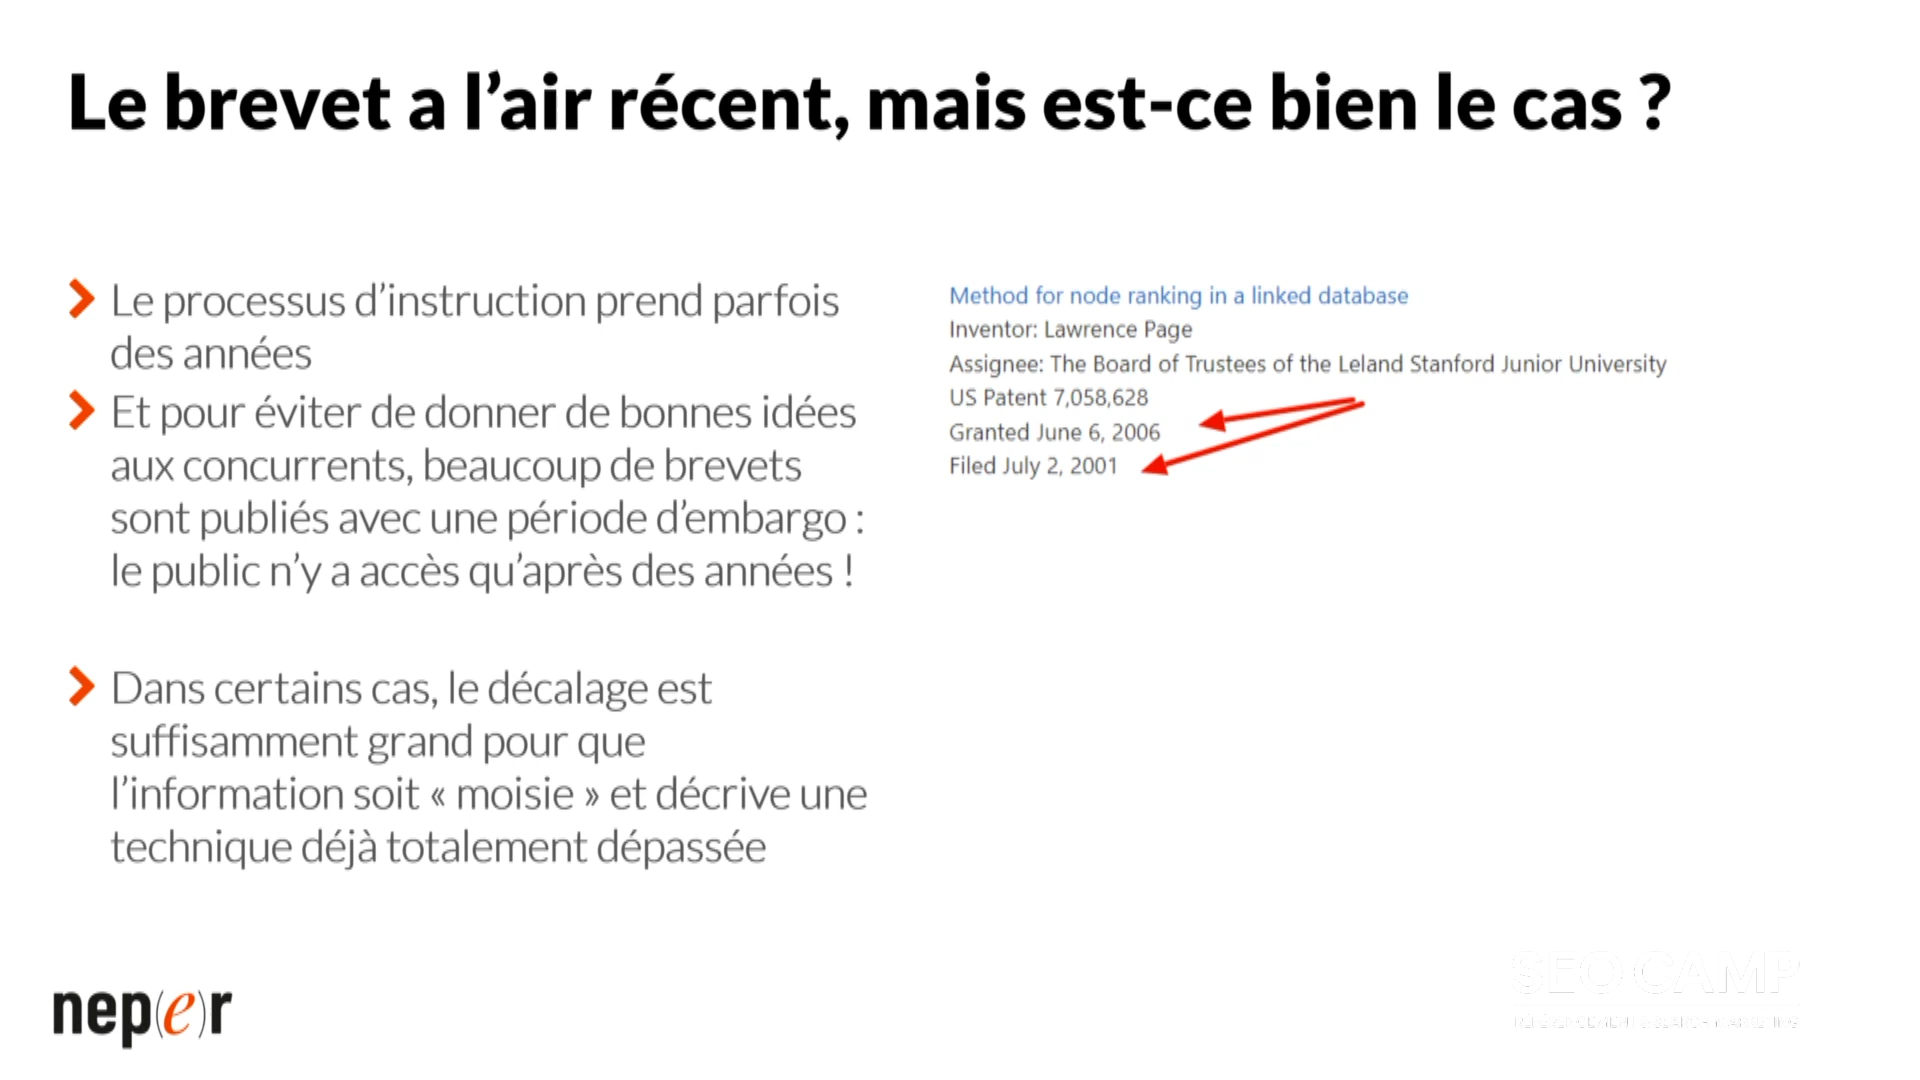 Le brevet a l’air récent, mais est-ce bien le cas ?
Le processus d’instruction prend parfois
des années
Et pour éviter de donner de bonnes idées
aux concurrents, beaucoup de brevets
sont publiés avec une période d’embargo :
le public n’y a accès qu’après des années !
Dans certains cas, le décalage est
suffisamment grand pour que
l’information soit « moisie » et décrive une
technique déjà totalement dépassée
Method for node ranking in a linked database
Inventor: Lawrence Page
Assignee: The Board of Trustees of the Leland Stanford Junior University
US Patent 7,058,628
Granted June 6, 2006
Filed July 2, 2001
nep(e)r
SEO CAMP